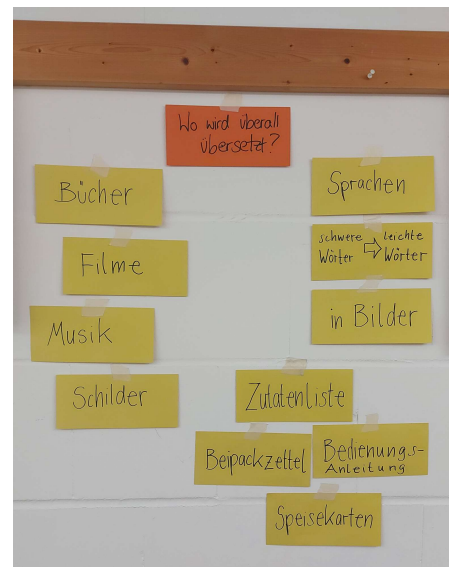 Wo wird überall
übersetzt?
Bücher
Filme
Musik
Schilder
Sprachen
schwere ⇨ leichte
Wörter Wörter
in Bilder
Zutatenliste
Beipackzettel
Bedienungs-
Anleitung
Speisekarten